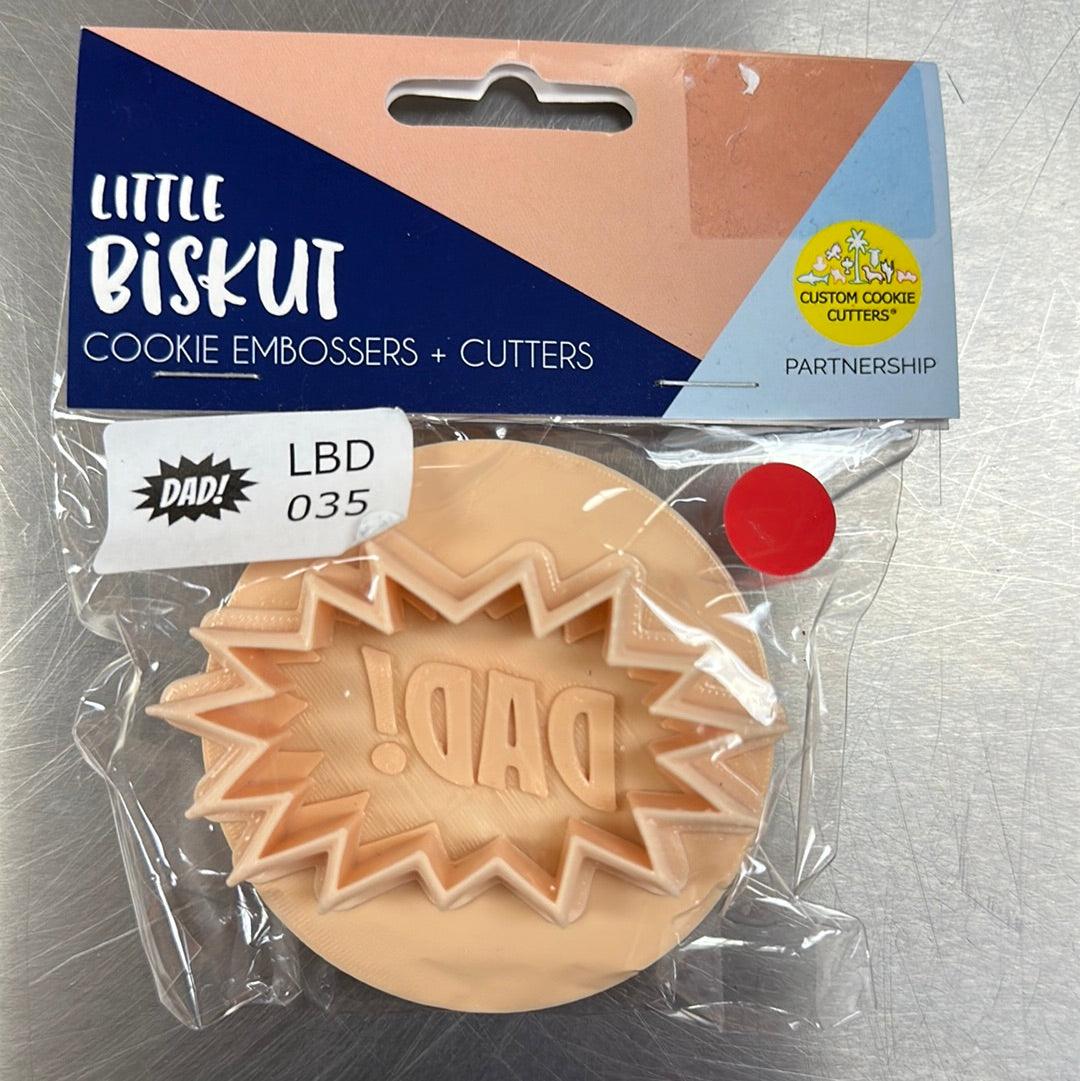 LITTLE
BiSKUT
COOKIE EMBOSSERS + CUTTERS
CUSTOM COOKIE
CUTTERS®
PARTNERSHIP
DAD!
LBD
035
DAD!